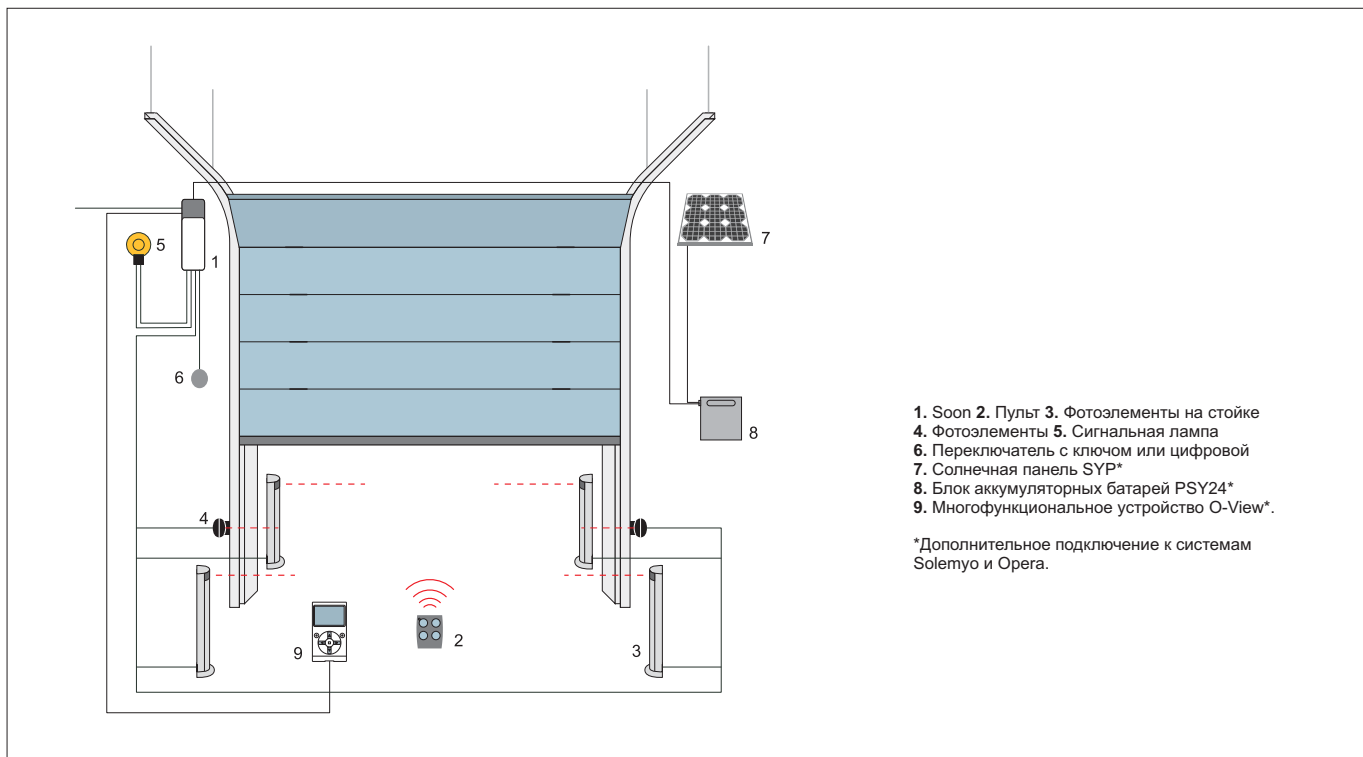 5
1
7
6
8
4
9
2
3
1. Soon 2. Пульт 3. Фотоэлементы на стойке
4. Фотоэлементы 5. Сигнальная лампа
6. Переключатель с ключом или цифровой
7. Солнечная панель SYP*
8. Блок аккумуляторных батарей PSY24*
9. Многофункциональное устройство O-View*.
*Дополнительное подключение к системам
Solemyo и Opera.